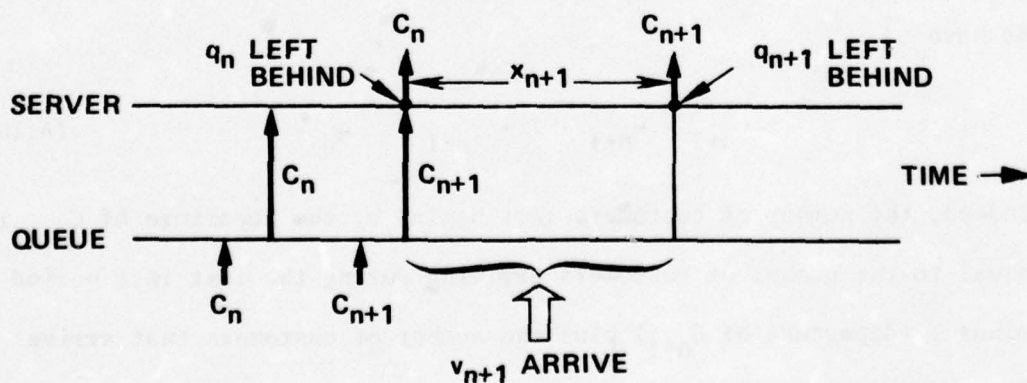 C_n
C_{n+1}
q_n LEFT BEHIND
x_{n+1}
q_{n+1} LEFT BEHIND
SERVER
C_n
C_{n+1}
TIME
QUEUE
C_n
C_{n+1}
v_{n+1} ARRIVE